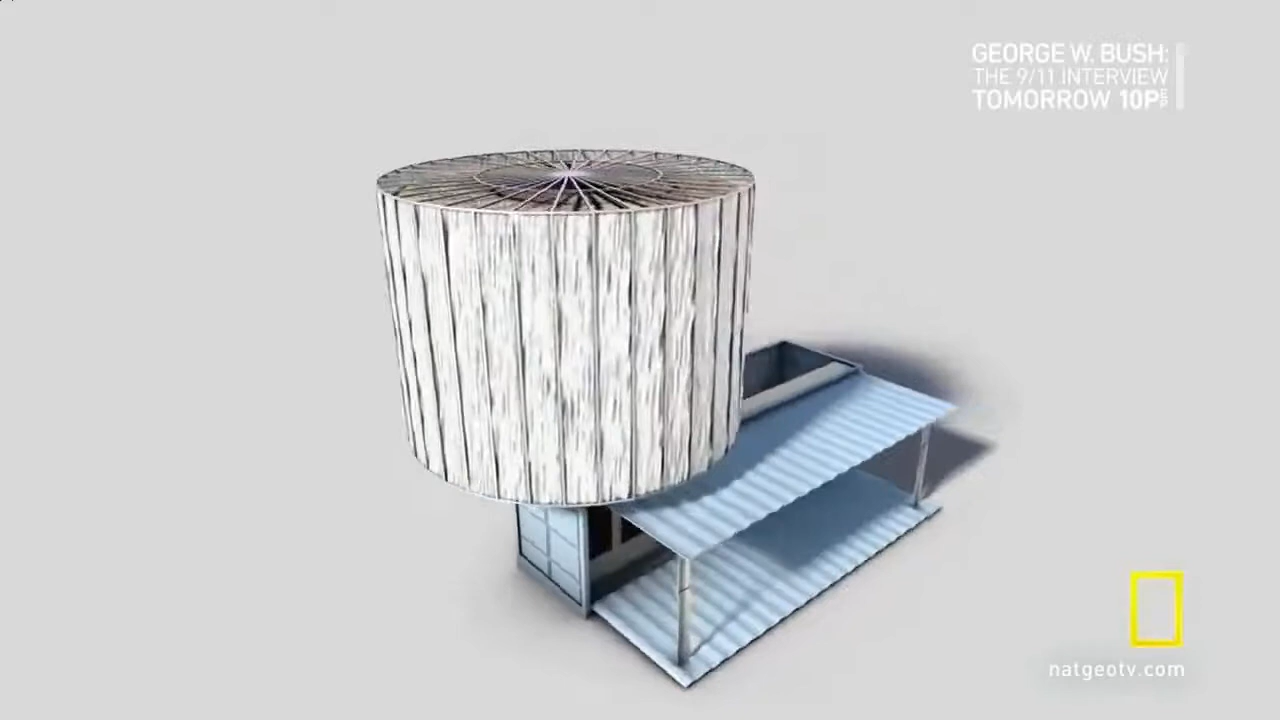 GEORGE W. BUSH:
THE 9/11 INTERVIEW
TOMORROW 10P
natgeotv.com